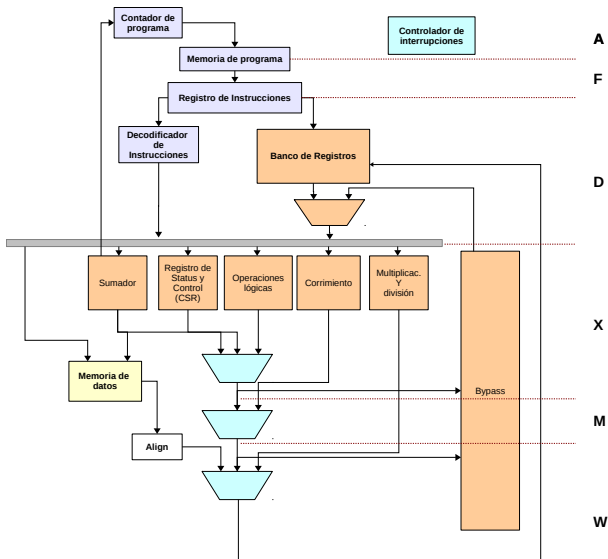 Contador de
programa
Controlador de
interrupciones
A
Memoria de programa
F
Registro de Instrucciones
Decodificador
de
Instrucciones
Banco de Registros
D
Sumador
Registro de
Status y
Control
(CSR)
Operaciones
lógicas
Corrimiento
Multiplicac.
Y
división
X
Memoria de
datos
Bypass
M
Align
W